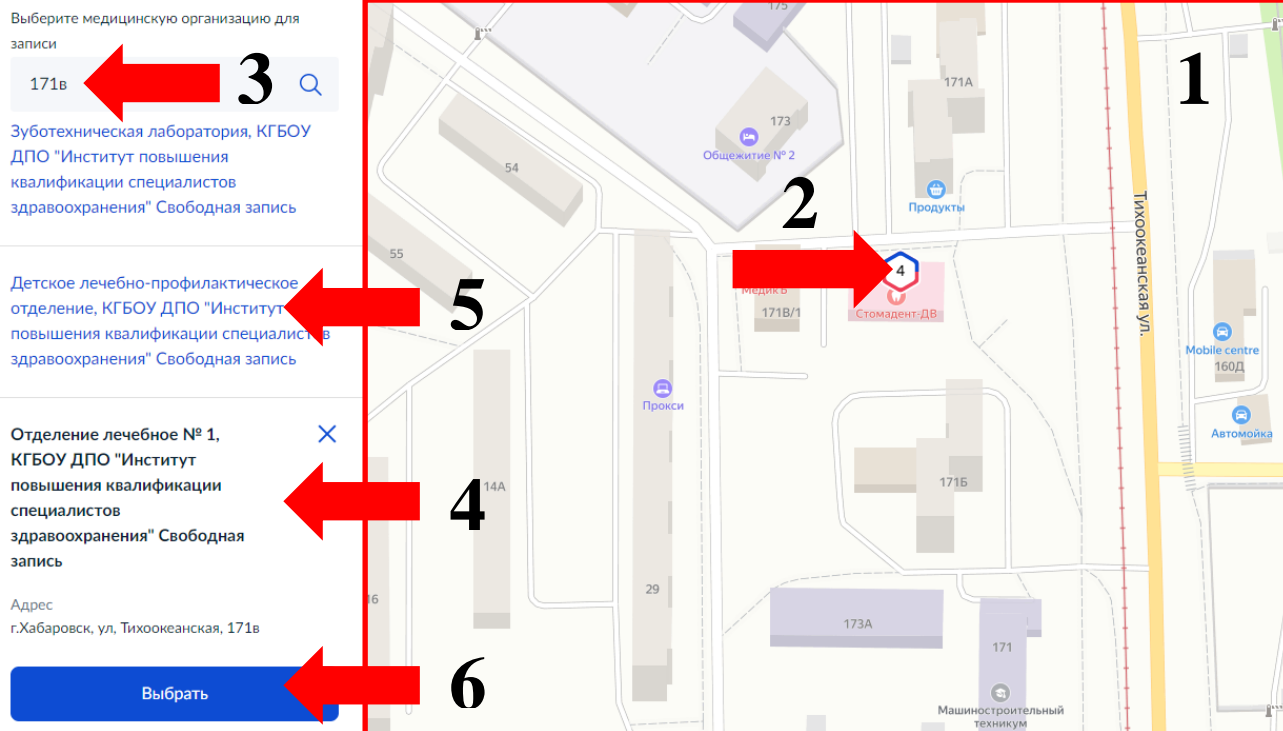 Выберите медицинскую организацию для
записи
171в
3
Зуботехническая лаборатория, КГБОУ
ДПО "Институт повышения
квалификации специалистов
здравоохранения" Свободная запись
Детское лечебно-профилактическое
отделение, КГБОУ ДПО "Институт
повышения квалификации специалистов
здравоохранения" Свободная запись
5
Отделение лечебное № 1,
КГБОУ ДПО "Институт
повышения квалификации
специалистов
здравоохранения" Свободная
запись
4
Адрес
г.Хабаровск, ул, Тихоокеанская, 171в
Выбрать
6
175
1
171А
173
Общежитие № 2
54
2
Продукты
55
4
Медик В
171В/1
Стомадент-ДВ
Тихоокеанская ул.
Mobile centre
160Д
Прокси
Автомойка
14А
171Б
29
16
173А
171
Машиностроительный
техникум